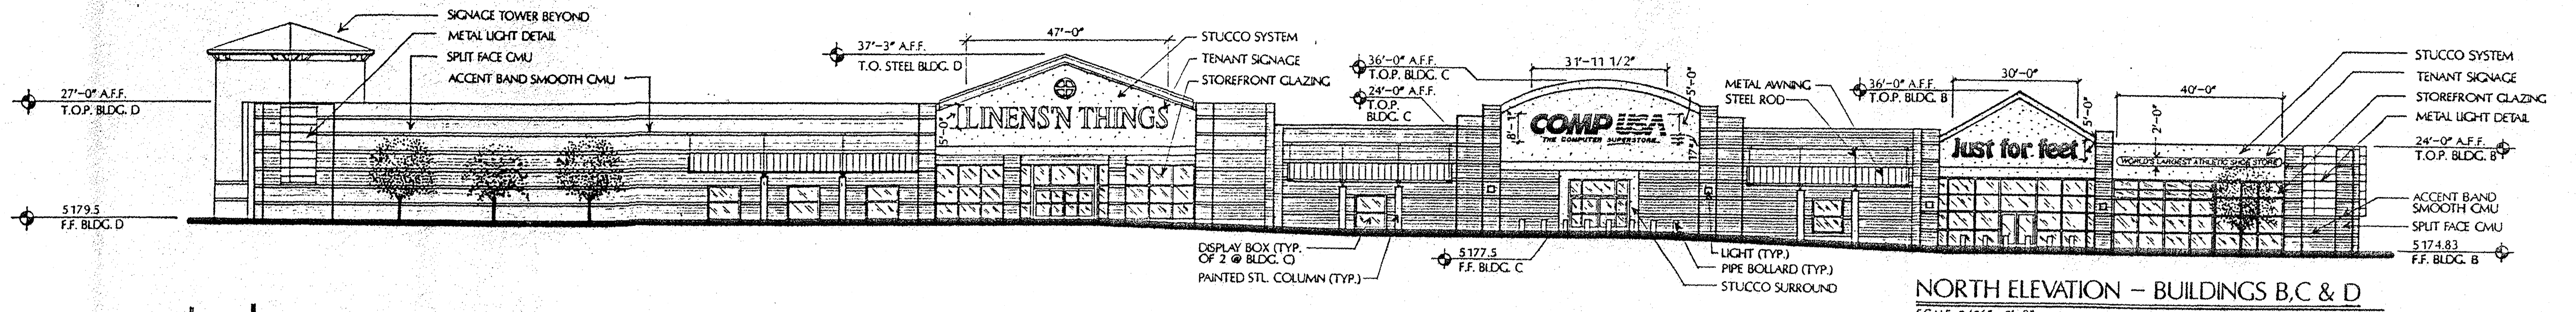 SIGNAGE TOWER BEYOND
METAL LIGHT DETAIL
SPLIT FACE CMU
ACCENT BAND SMOOTH CMU
27'-0" A.F.F.
T.O.P. BLDG. D
5179.5
F.F. BLDG. D
37'-3" A.F.F.
T.O. STEEL BLDG. D
47'-0"
STUCCO SYSTEM
TENANT SIGNAGE
STOREFRONT GLAZING
5'-0"
LINENS'N THINGS
36'-0" A.F.F.
T.O.P. BLDG. C
24'-0" A.F.F.
T.O.P.
BLDG. C
31'-11 1/2"
5'-0"
8'-1"
COMP USA
THE COMPUTER SUPERSTORE
17"
DISPLAY BOX (TYP.
OF 2 @ BLDG. C)
PAINTED STL. COLUMN (TYP.)
5177.5
F.F. BLDG. C
LIGHT (TYP.)
PIPE BOLLARD (TYP.)
STUCCO SURROUND
METAL AWNING
STEEL ROD
36'-0" A.F.F.
T.O.P. BLDG. B
30'-0"
5'-0"
Just for feet
40'-0"
2'-0"
WORLD'S LARGEST ATHLETIC SHOE STORE
STUCCO SYSTEM
TENANT SIGNAGE
STOREFRONT GLAZING
METAL LIGHT DETAIL
24'-0" A.F.F.
T.O.P. BLDG. B
ACCENT BAND
SMOOTH CMU
SPLIT FACE CMU
5174.83
F.F. BLDG. B
NORTH ELEVATION – BUILDINGS B,C & D